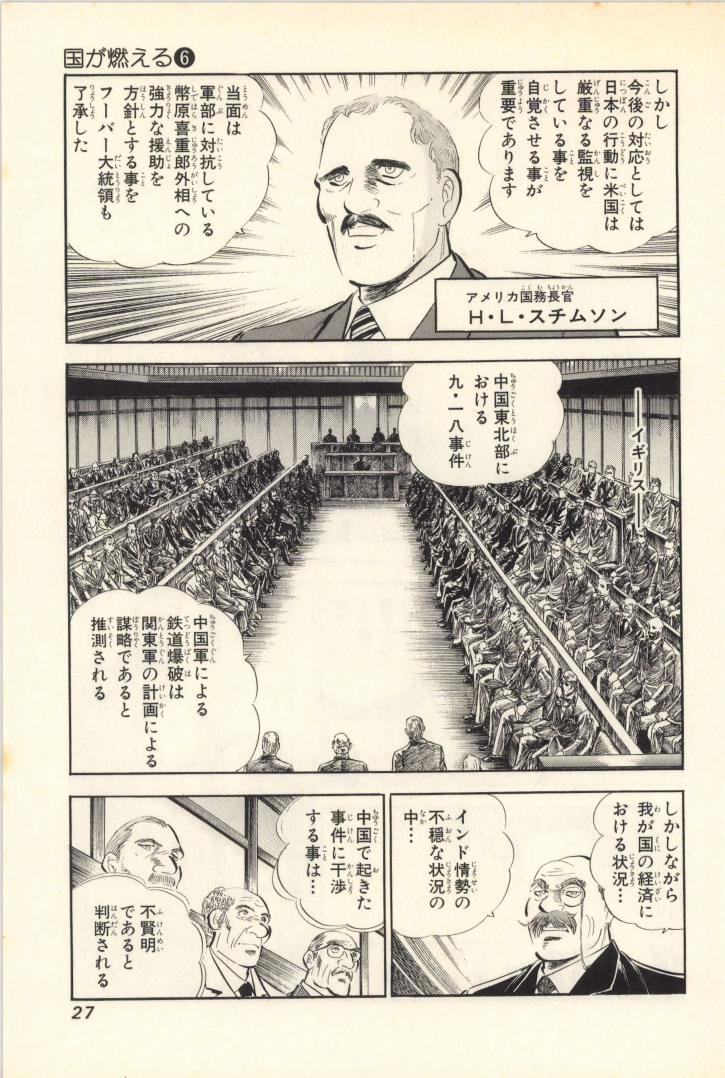 国が燃える❻
しかし
今後の対応としては
日本の行動に米国は
厳重なる監視を
している事を
自覚させる事が
重要であります
当面は
軍部に対抗している
幣原喜重郎外相への
強力な援助を
方針とする事を
フーバー大統領も
了承した
アメリカ国務長官
H・L・スチムソン
──イギリス──
中国東北部に
おける
九・一八事件
中国軍による
鉄道爆破は
関東軍の計画による
謀略であると
推測される
しかしながら
我が国の経済に
おける状況…
インド情勢の
不穏な状況の
中…
中国で起きた
事件に干渉
する事は…
不賢明
であると
判断される
27